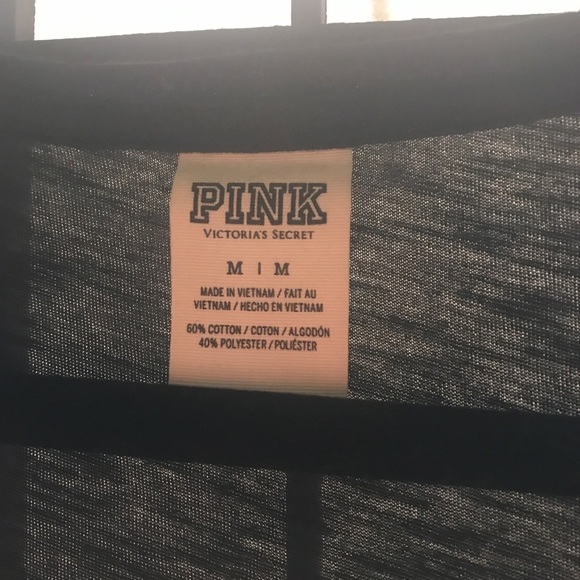 PINK
VICTORIA'S SECRET
M | M
MADE IN VIETNAM / FAIT AU
VIETNAM / HECHO EN VIETNAM
60% COTTON / COTON / ALGODÓN
40% POLYESTER / POLIÉSTER